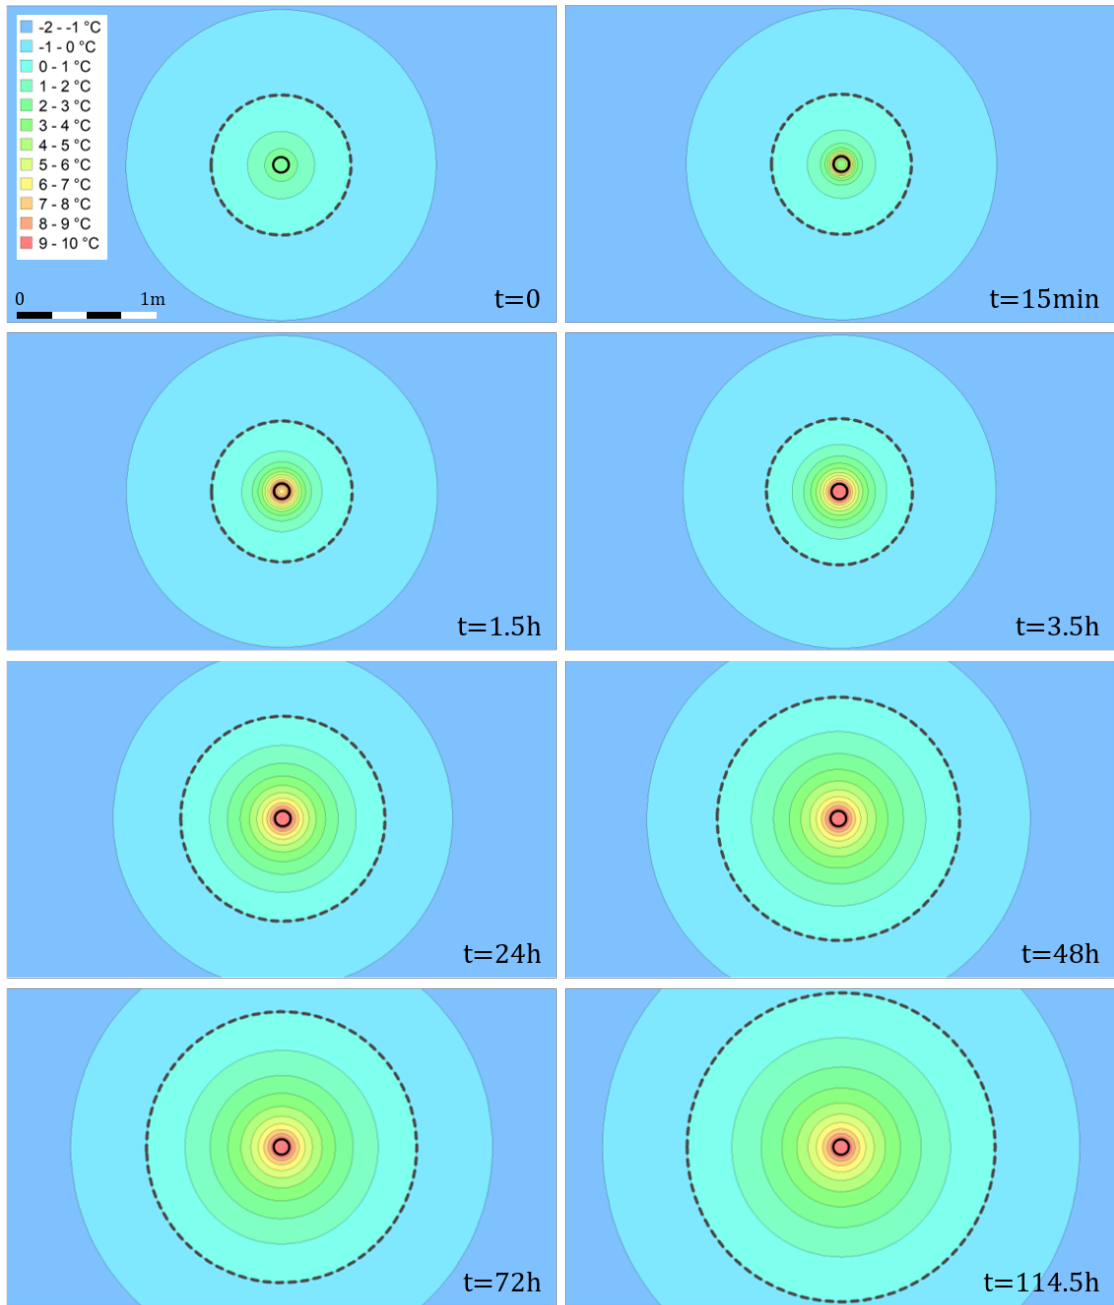 -2 - -1 °C
-1 - 0 °C
0 - 1 °C
1 - 2 °C
2 - 3 °C
3 - 4 °C
4 - 5 °C
5 - 6 °C
6 - 7 °C
7 - 8 °C
8 - 9 °C
9 - 10 °C
0 1m
t=0
t=15min
t=1.5h
t=3.5h
t=24h
t=48h
t=72h
t=114.5h